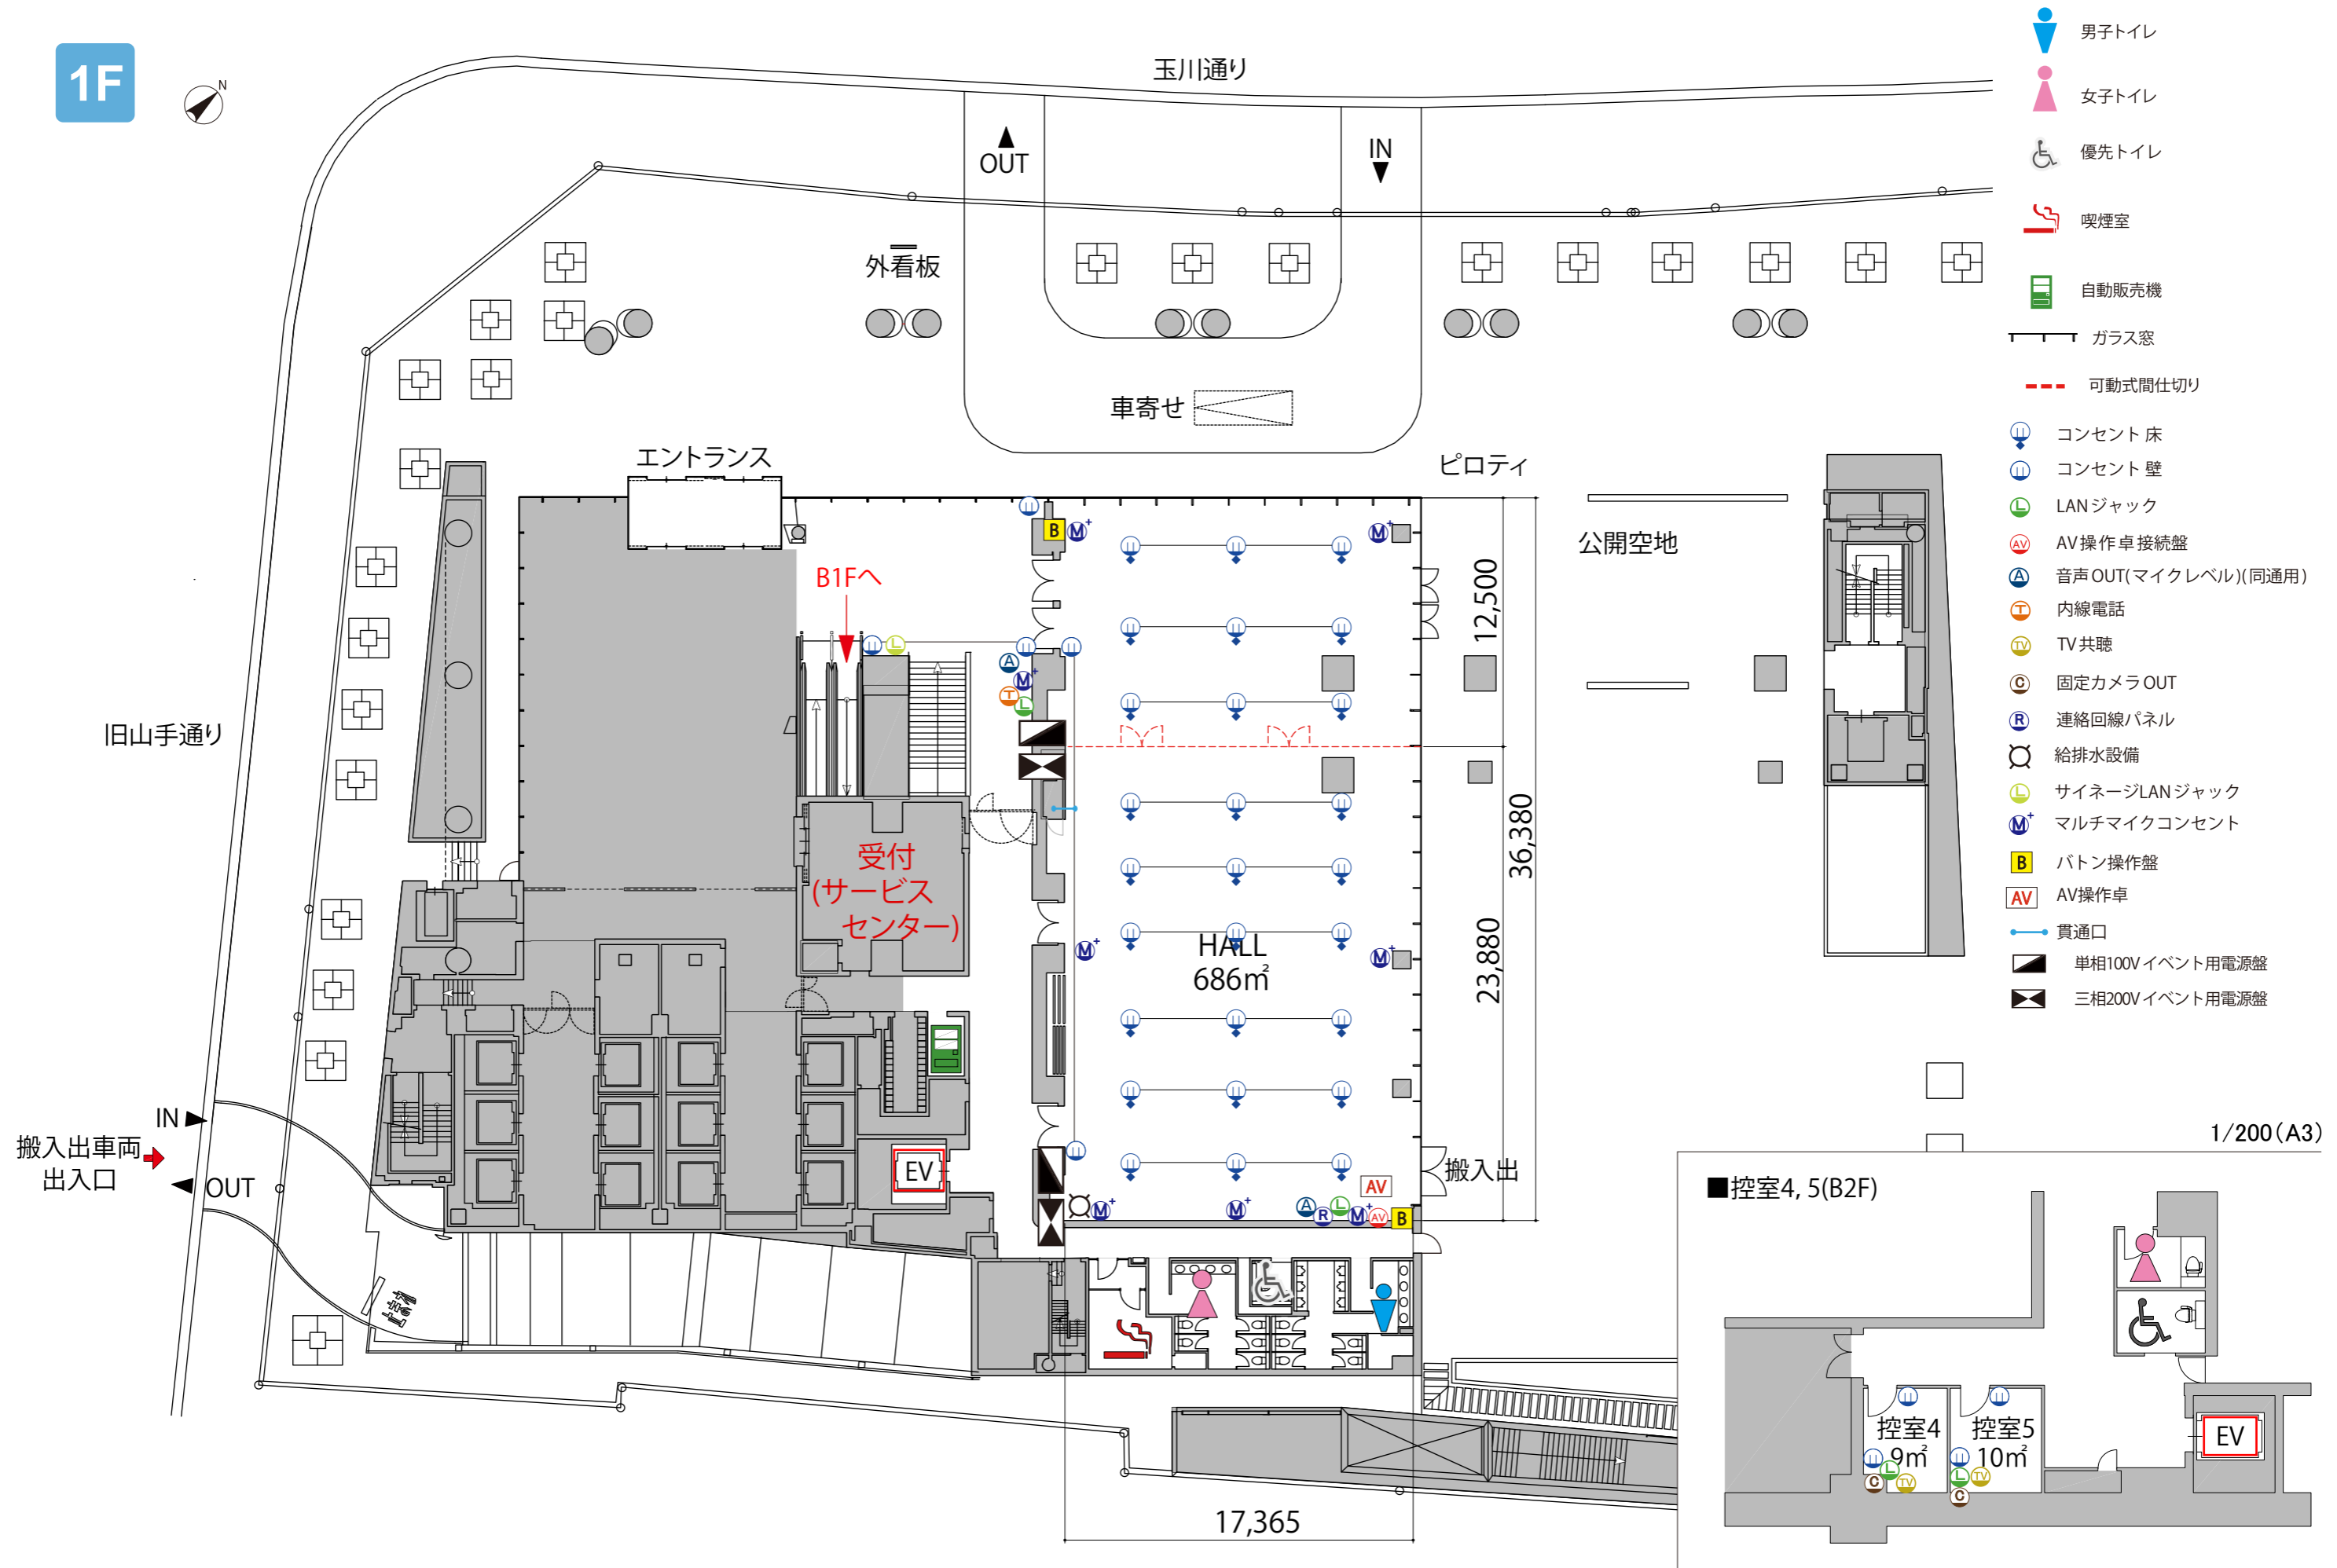 1F
N
玉川通り
OUT
IN
外看板
車寄せ
エントランス
ピロティ
公開空地
B1Fへ
旧山手通り
受付
(サービス
センター)
HALL
686㎡
12,500
36,380
23,880
17,365
IN
搬入出車両
出入口
OUT
EV
搬入出
B
M+
M+
A
M+
T
L
L
M+
M+
M+
M+
A
R
L
M+
AV
AV
B
男子トイレ
女子トイレ
優先トイレ
喫煙室
自動販売機
ガラス窓
可動式間仕切り
コンセント 床
コンセント 壁
L LANジャック
AV AV操作卓接続盤
A 音声OUT(マイクレベル)(同通用)
T 内線電話
TV TV共聴
C 固定カメラOUT
R 連絡回線パネル
給排水設備
L サイネージLANジャック
M+ マルチマイクコンセント
B バトン操作盤
AV AV操作卓
貫通口
単相100Vイベント用電源盤
三相200Vイベント用電源盤
1/200(A3)
■控室4, 5(B2F)
控室4
9㎡
控室5
10㎡
L
TV
C
L
TV
C
EV